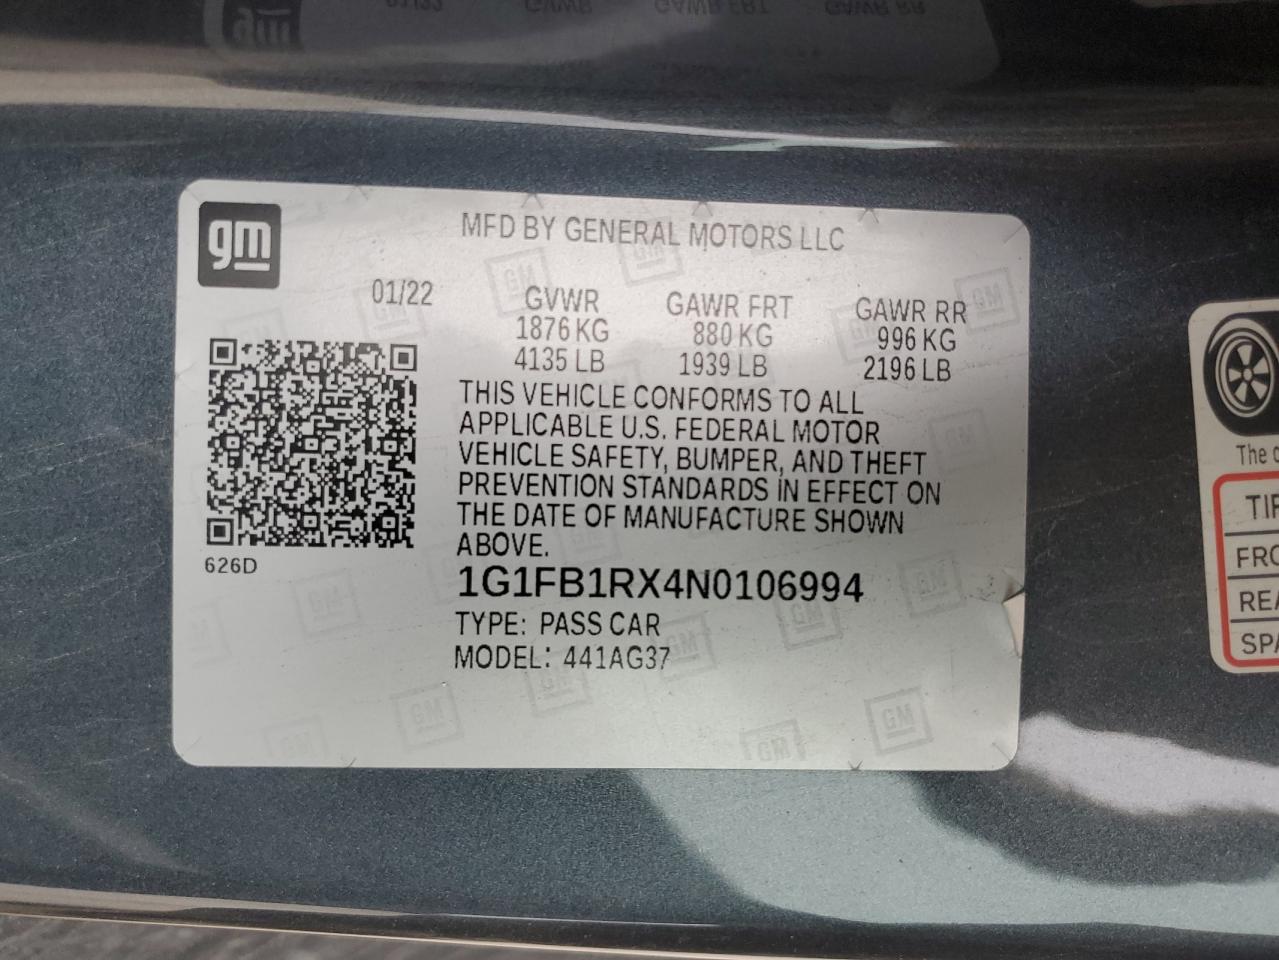 gm
MFD BY GENERAL MOTORS LLC
01/22
GVWR GAWR FRT GAWR RR
1876 KG 880 KG 996 KG
4135 LB 1939 LB 2196 LB
THIS VEHICLE CONFORMS TO ALL
APPLICABLE U.S. FEDERAL MOTOR
VEHICLE SAFETY, BUMPER, AND THEFT
PREVENTION STANDARDS IN EFFECT ON
THE DATE OF MANUFACTURE SHOWN
ABOVE.
626D
1G1FB1RX4N0106994
TYPE: PASS CAR
MODEL: 441AG37
The